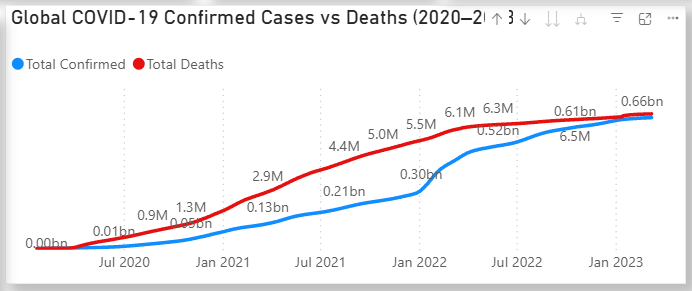 Global COVID-19 Confirmed Cases vs Deaths (2020–20 3
Total Confirmed Total Deaths
0.66bn
6.3M 0.61bn
6.1M
5.5M 0.52bn 6.5M
5.0M
4.4M
2.9M 0.30bn
0.21bn
1.3M 0.13bn
0.9M
0.05bn
0.01bn
0.00bn
Jul 2020 Jan 2021 Jul 2021 Jan 2022 Jul 2022 Jan 2023